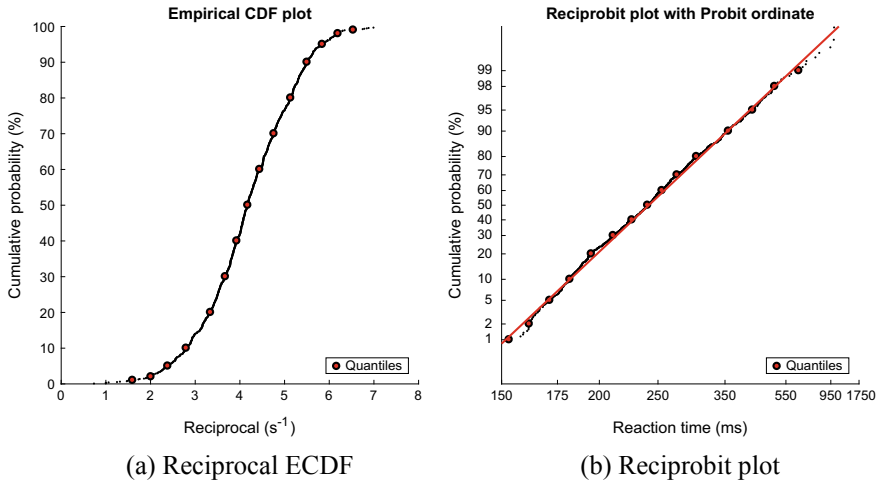 Empirical CDF plot
Cumulative probability (%)
100
90
80
70
60
50
40
30
20
10
0
0 1 2 3 4 5 6 7 8
Quantiles
Reciprocal (s-1)
(a) Reciprocal ECDF
Reciprobit plot with Probit ordinate
Cumulative probability (%)
99
98
95
90
80
70
60
50
40
30
20
10
5
2
1
150 175 200 250 350 550 950 1750
Quantiles
Reaction time (ms)
(b) Reciprobit plot